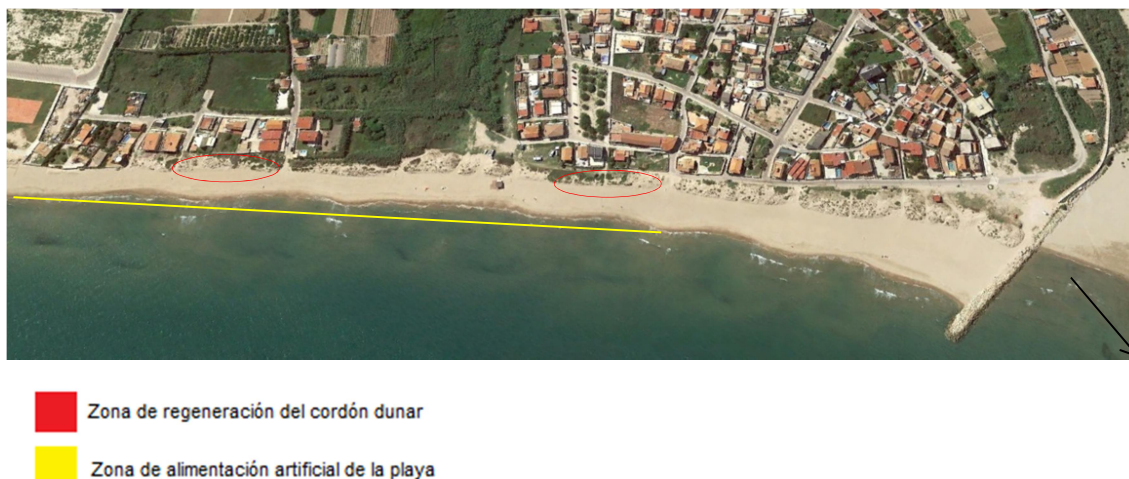 Zona de regeneración del cordón dunar
Zona de alimentación artificial de la playa